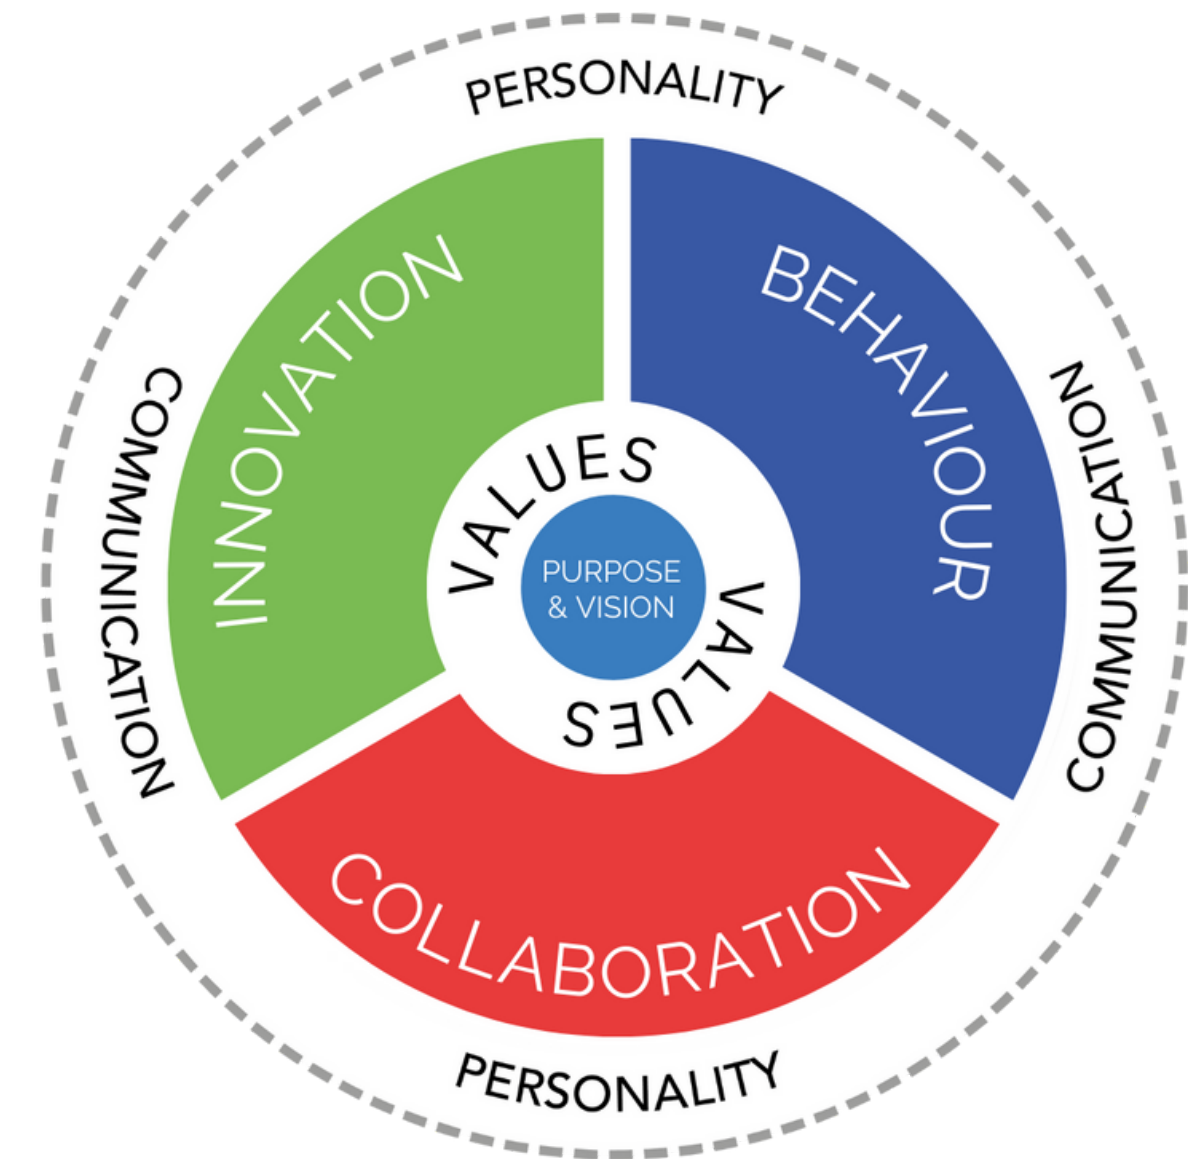 PERSONALITY
INNOVATION
BEHAVIOUR
COMMUNICATION
COMMUNICATION
VALUES
PURPOSE
& VISION
VALUES
COLLABORATION
PERSONALITY